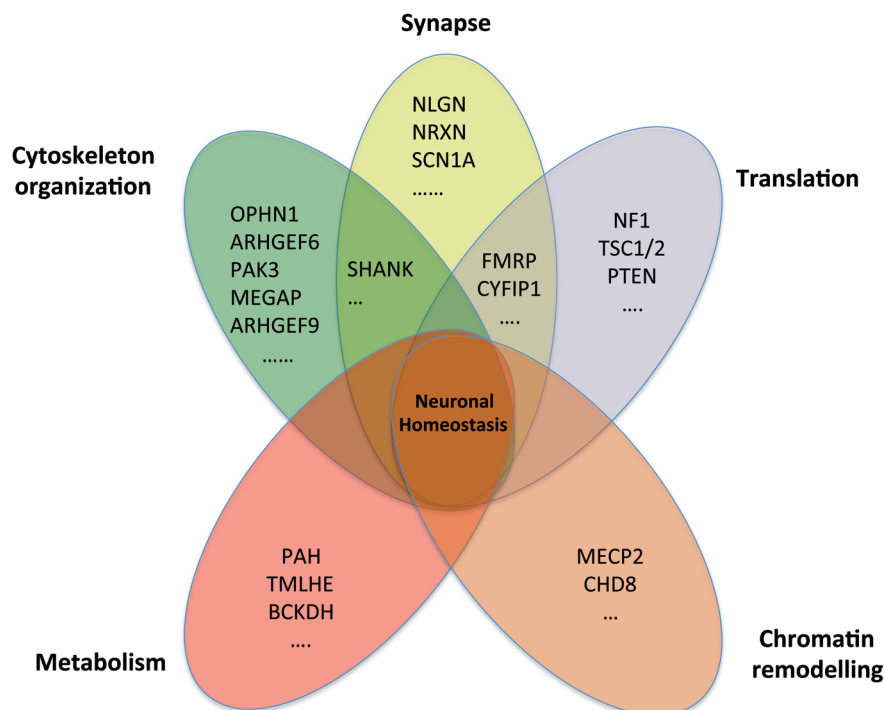 Synapse
NLGN
NRXN
SCN1A
......
Cytoskeleton
organization
OPHN1
ARHGEF6
PAK3
MEGAP
ARHGEF9
......
SHANK
...
FMRP
CYFIP1
....
Translation
NF1
TSC1/2
PTEN
....
Neuronal
Homeostasis
PAH
TMLHE
BCKDH
....
Metabolism
MECP2
CHD8
...
Chromatin
remodelling